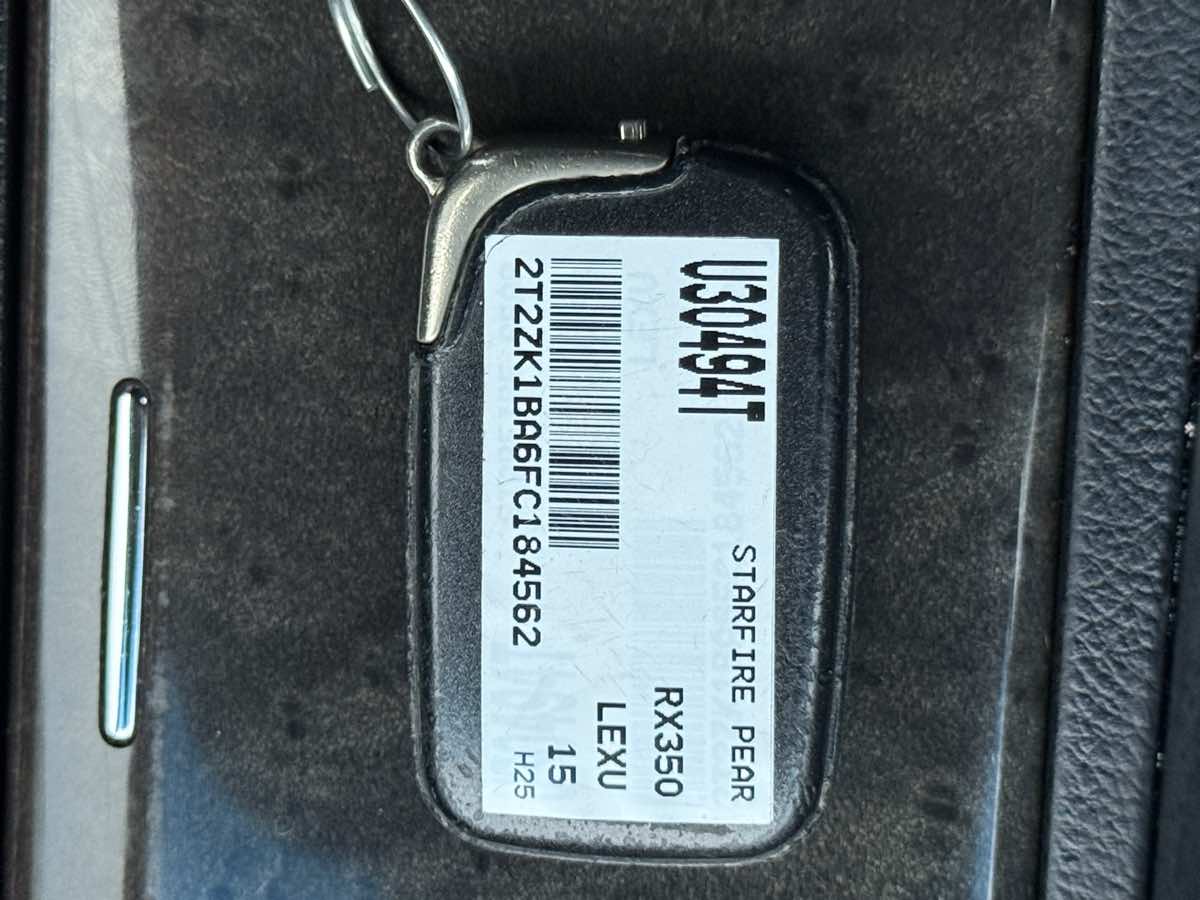 U30494T
STARFIRE PEAR
RX350
LEXU
15
H25
2T2ZK1BA6FC184562